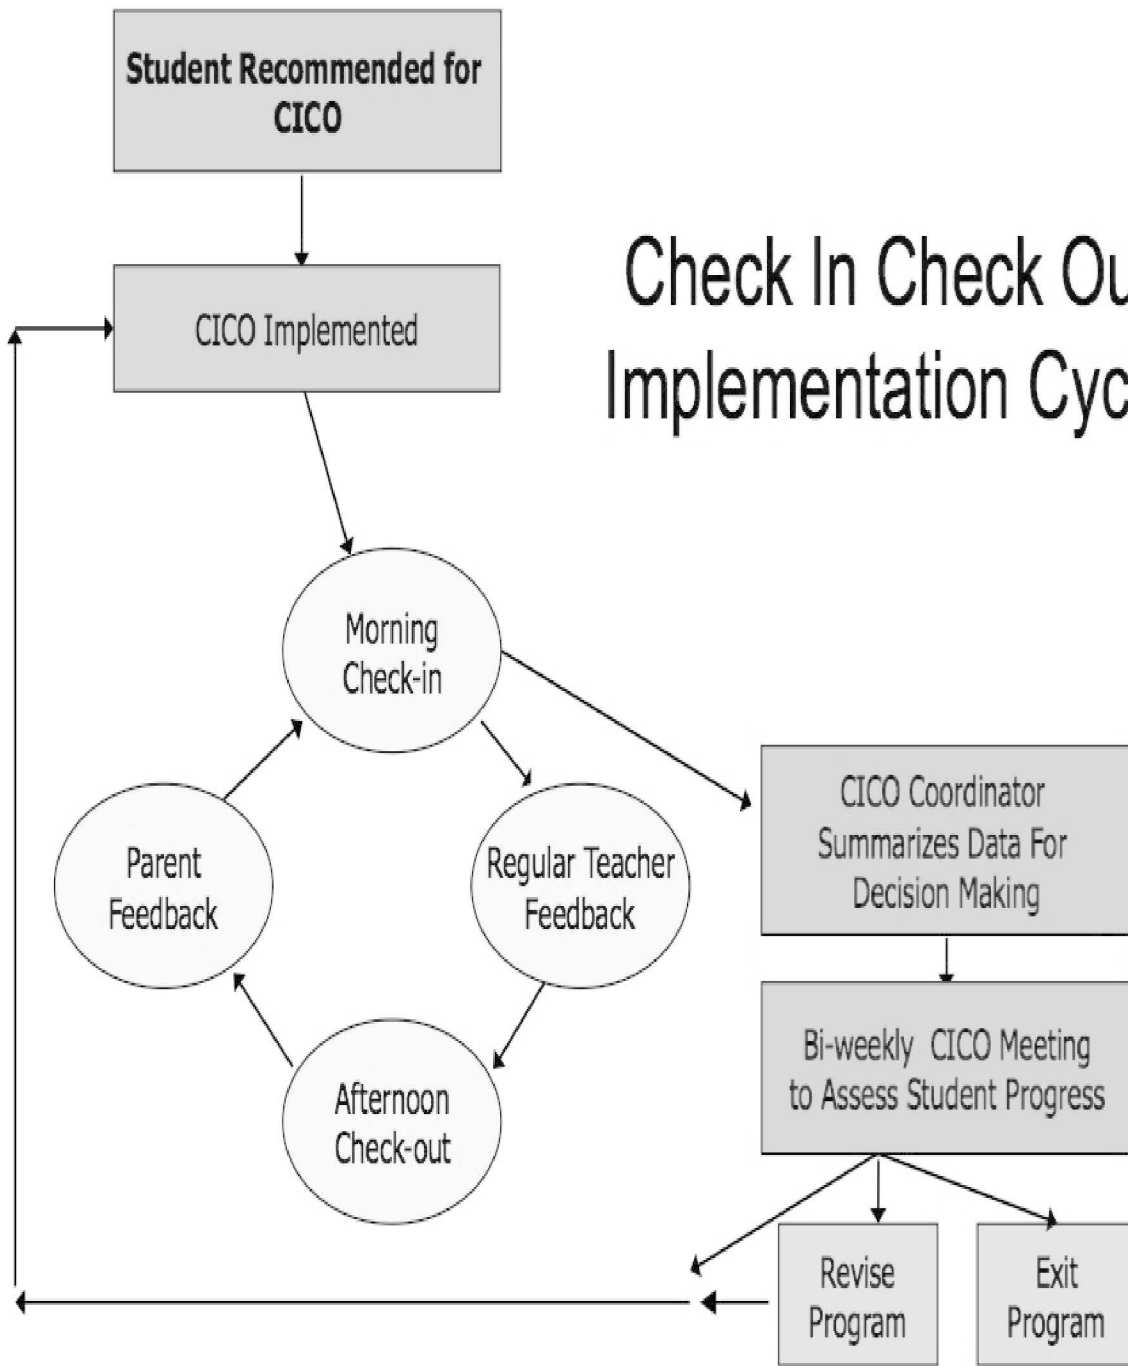 Student Recommended for
CICO
CICO Implemented
Check In Check Ou
Implementation Cyc
Morning
Check-in
Parent
Feedback
Regular Teacher
Feedback
Afternoon
Check-out
CICO Coordinator
Summarizes Data For
Decision Making
Bi-weekly CICO Meeting
to Assess Student Progress
Revise
Program
Exit
Program